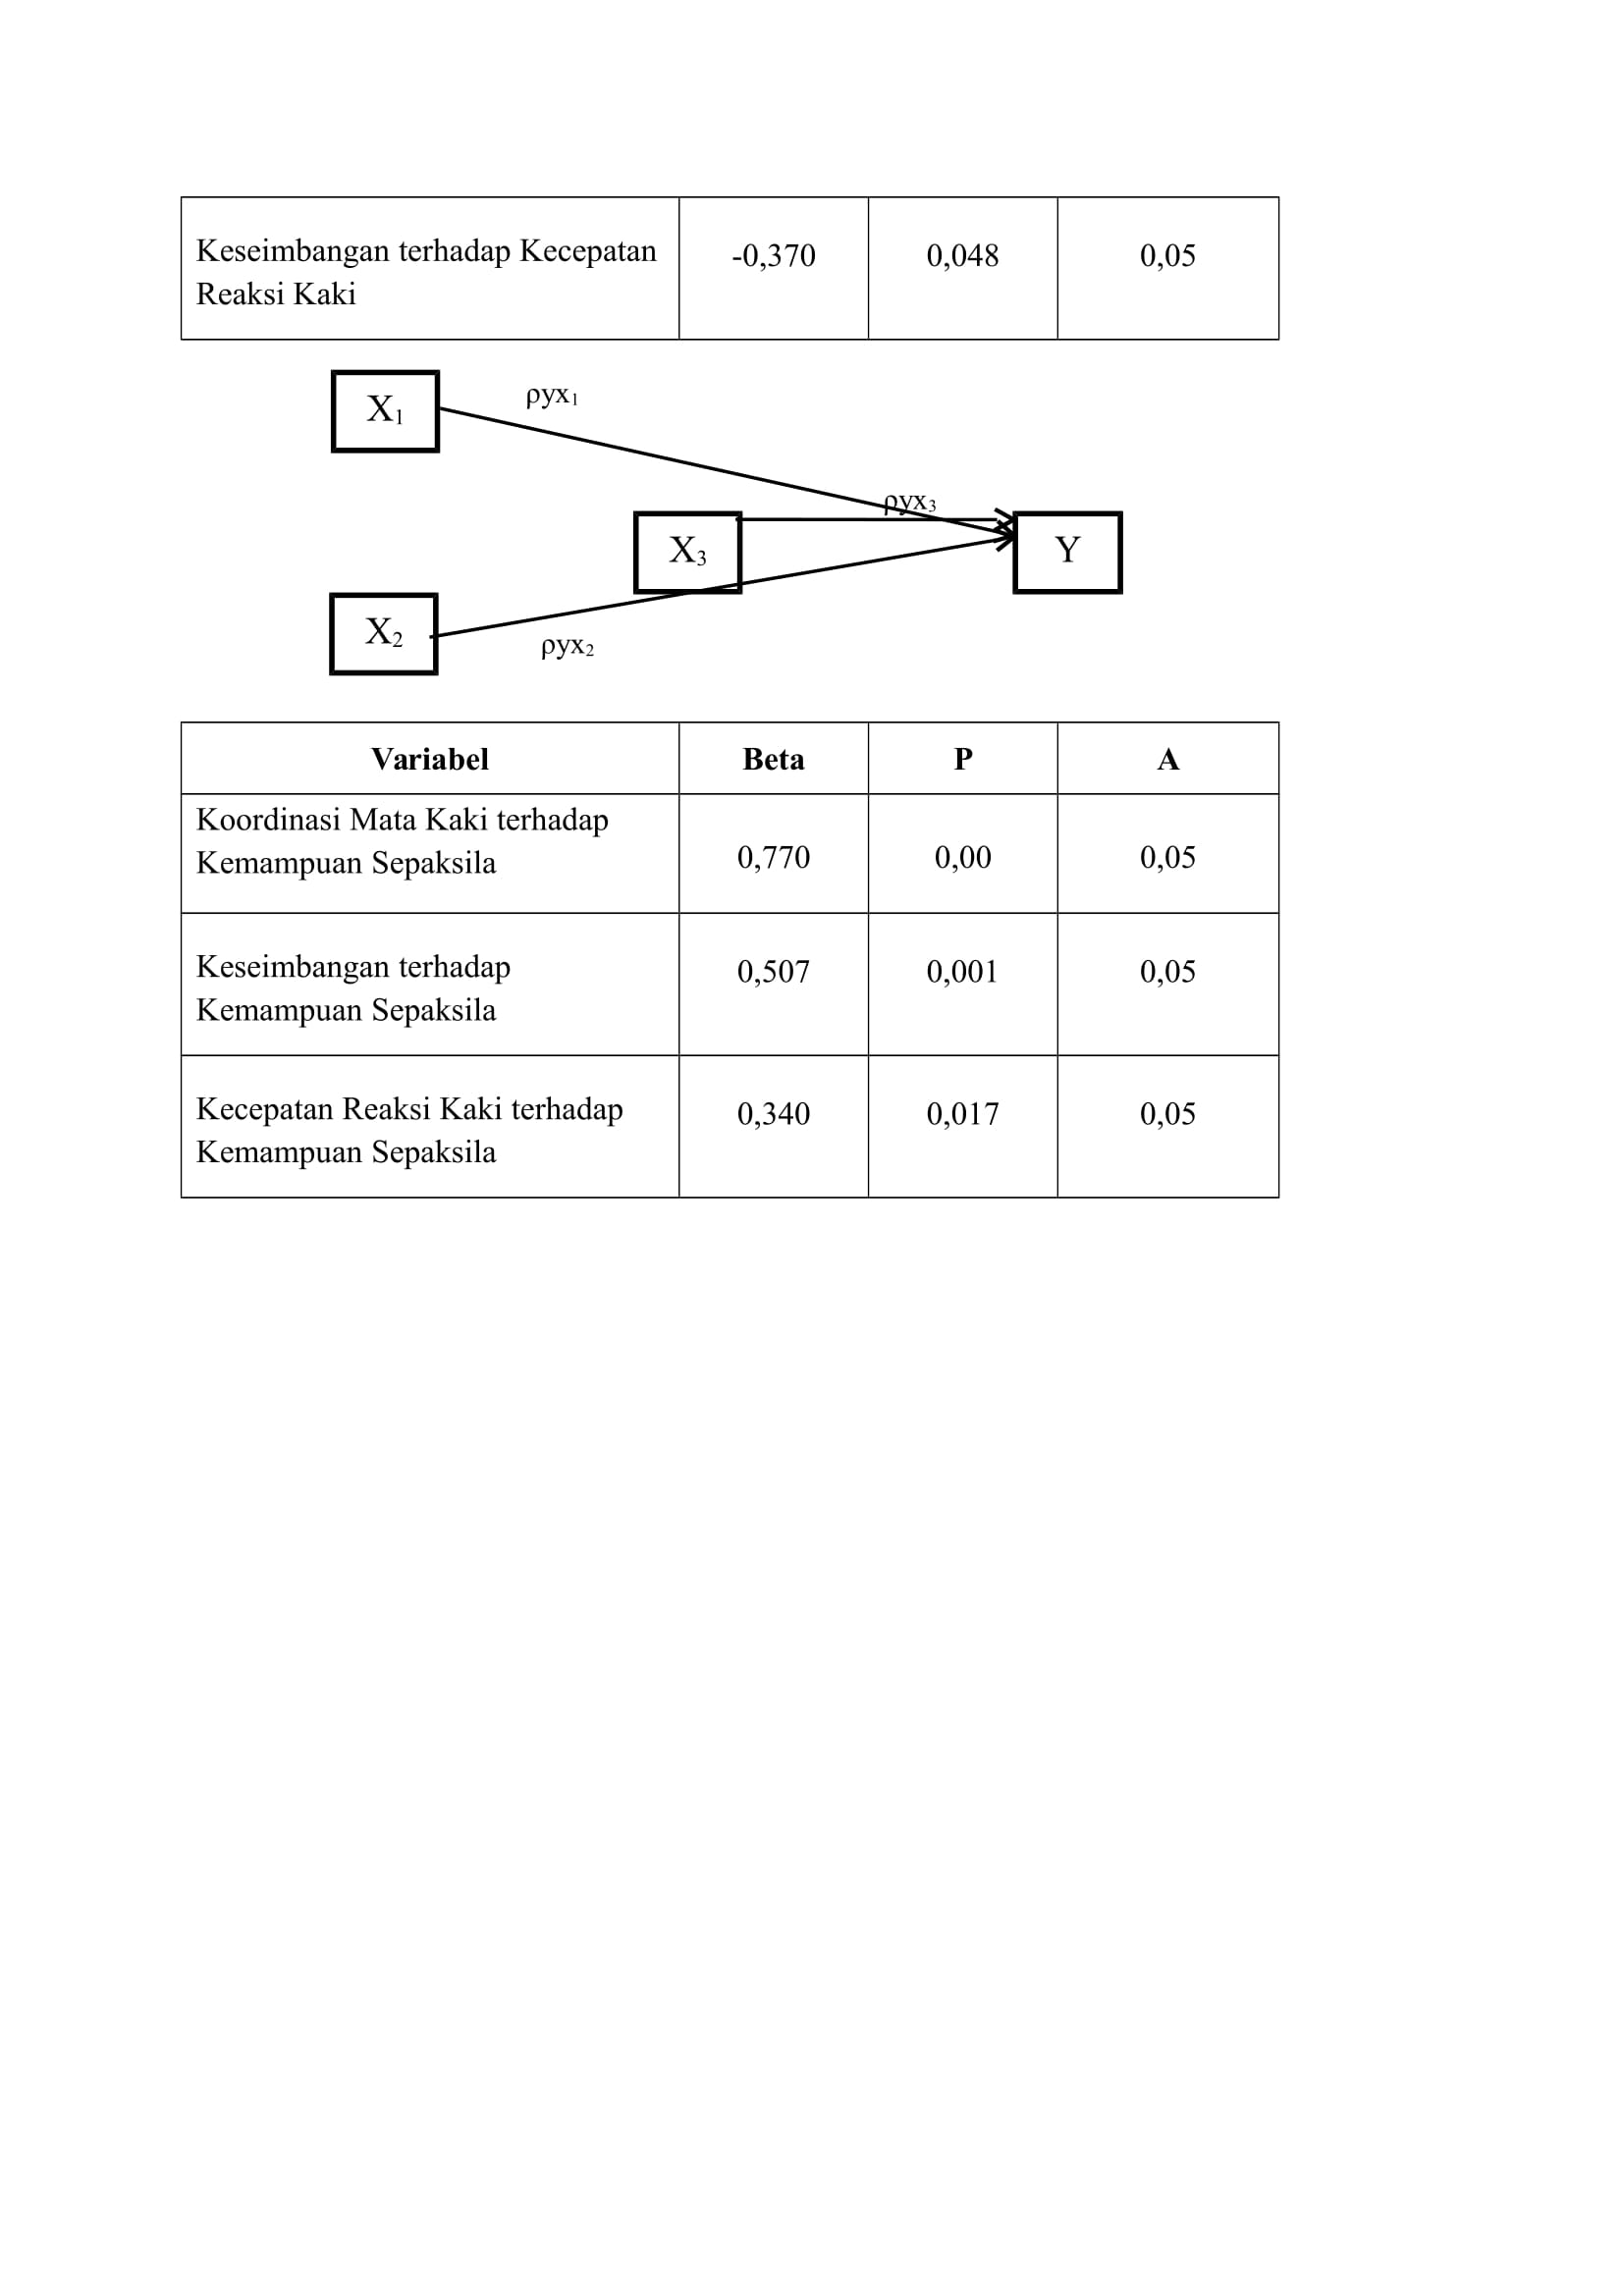 Keseimbangan terhadap Kecepatan
Reaksi Kaki
-0,370
0,048
0,05
X₁
ρyx₁
ρyx₃
X₃
Y
X₂
ρyx₂
Variabel
Beta
P
A
Koordinasi Mata Kaki terhadap
Kemampuan Sepaksila
0,770
0,00
0,05
Keseimbangan terhadap
Kemampuan Sepaksila
0,507
0,001
0,05
Kecepatan Reaksi Kaki terhadap
Kemampuan Sepaksila
0,340
0,017
0,05